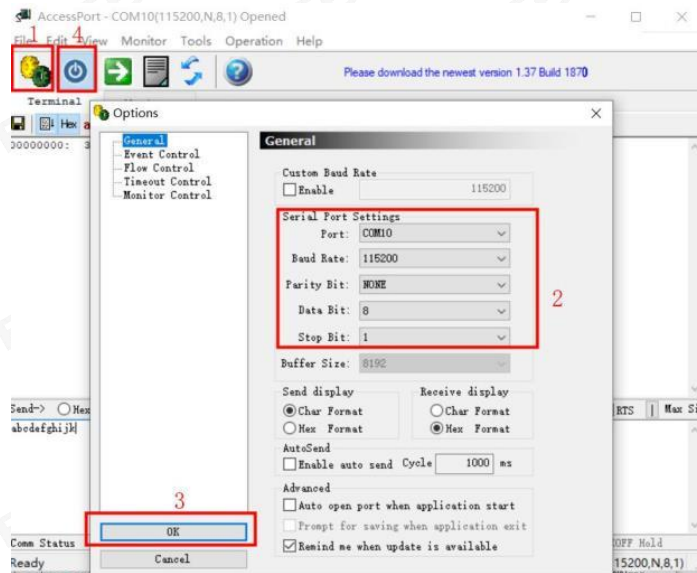 AccessPort - COM10(115200,N,8,1) Opened
1 4
File Edit View Monitor Tools Operation Help
Please download the newest version 1.37 Build 1870
Terminal
Options
Hex
00000000: 3
General
Event Control
Flow Control
Timeout Control
Monitor Control
General
Custom Baud Rate
Enable 115200
Serial Port Settings
Port: COM10
Baud Rate: 115200
Parity Bit: NONE
Data Bit: 8
Stop Bit: 1
2
Buffer Size: 8192
Send display Receive display
Char Format Char Format
Hex Format Hex Format
AutoSend
Enable auto send Cycle 1000 ms
Advanced
Auto open port when application start
Prompt for saving when application exit
Remind me when update is available
3
OK
Cancel
Send-> Hex
RTS | Max Si
abcdefghijk
Comm Status
OFF Hold
Ready
15200,N,8,1)